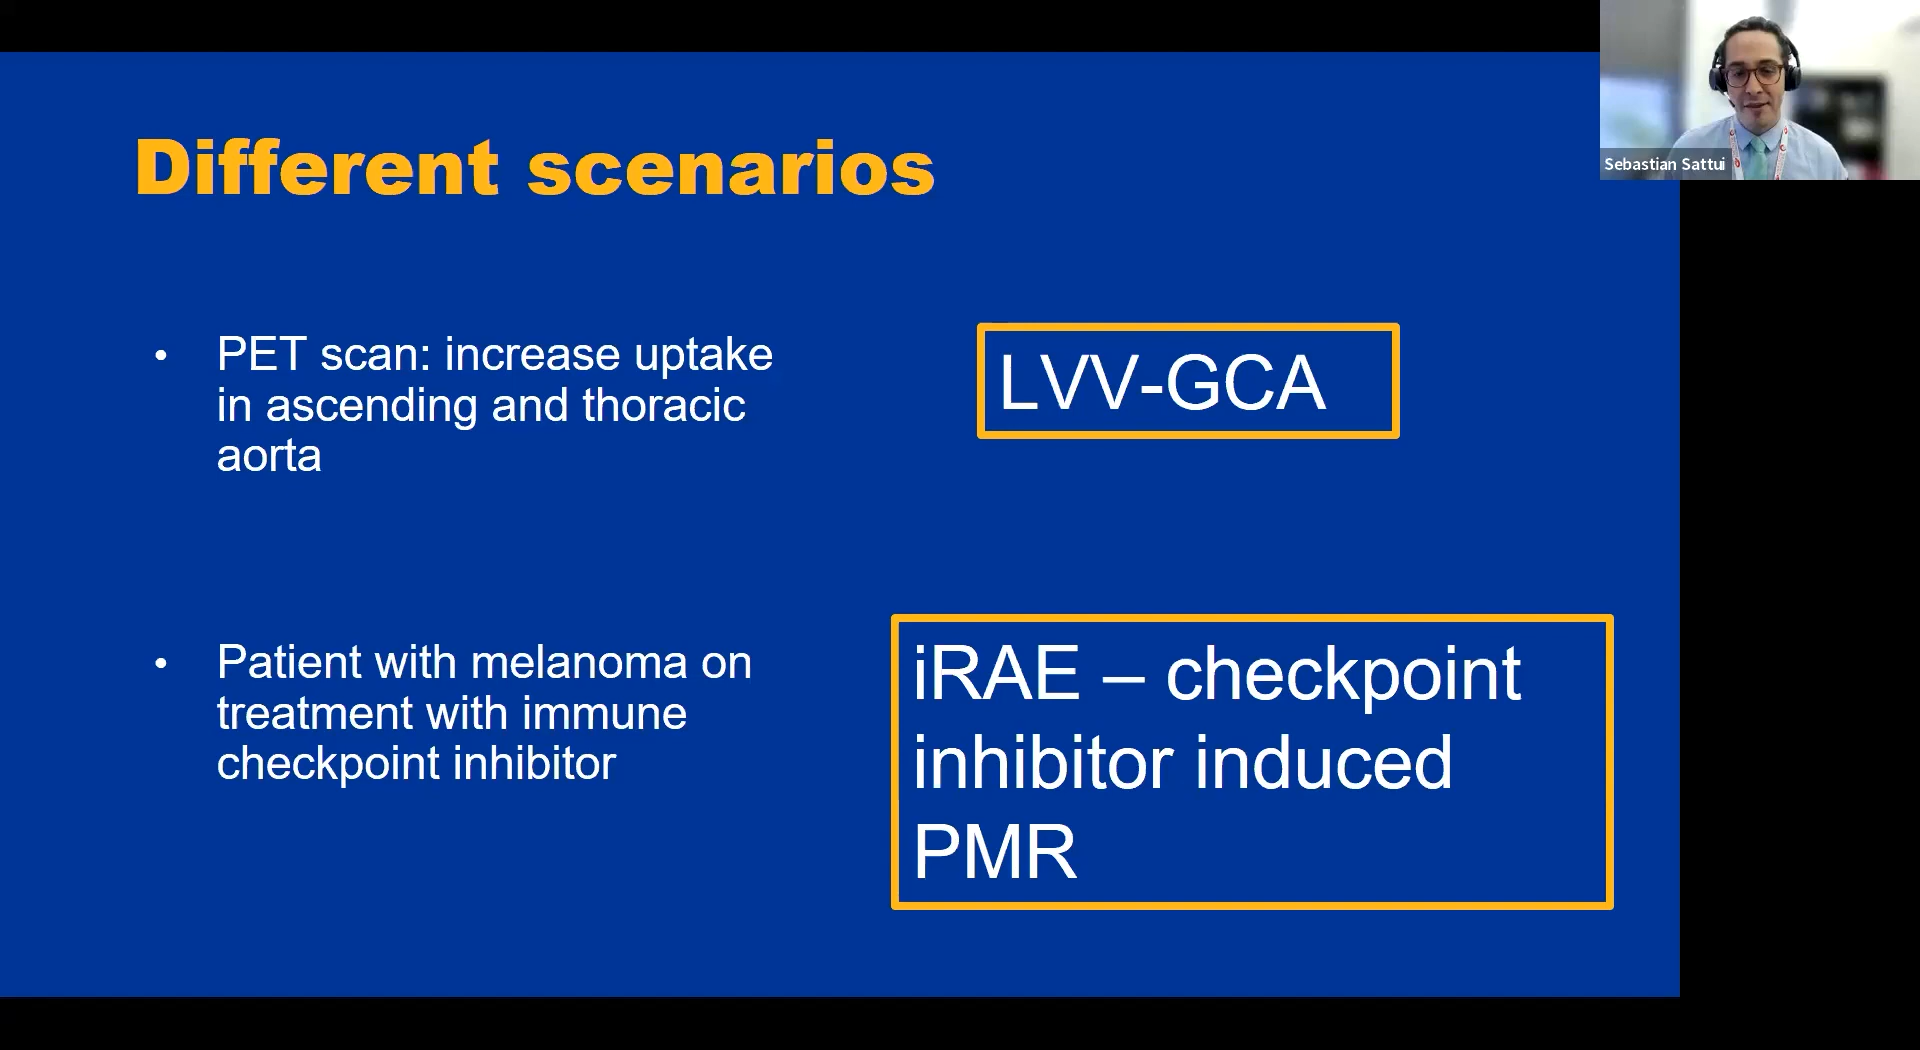 Sebastian Sattui
Different scenarios
• PET scan: increase uptake
in ascending and thoracic
aorta
LVV-GCA
• Patient with melanoma on
treatment with immune
checkpoint inhibitor
iRAE – checkpoint
inhibitor induced
PMR